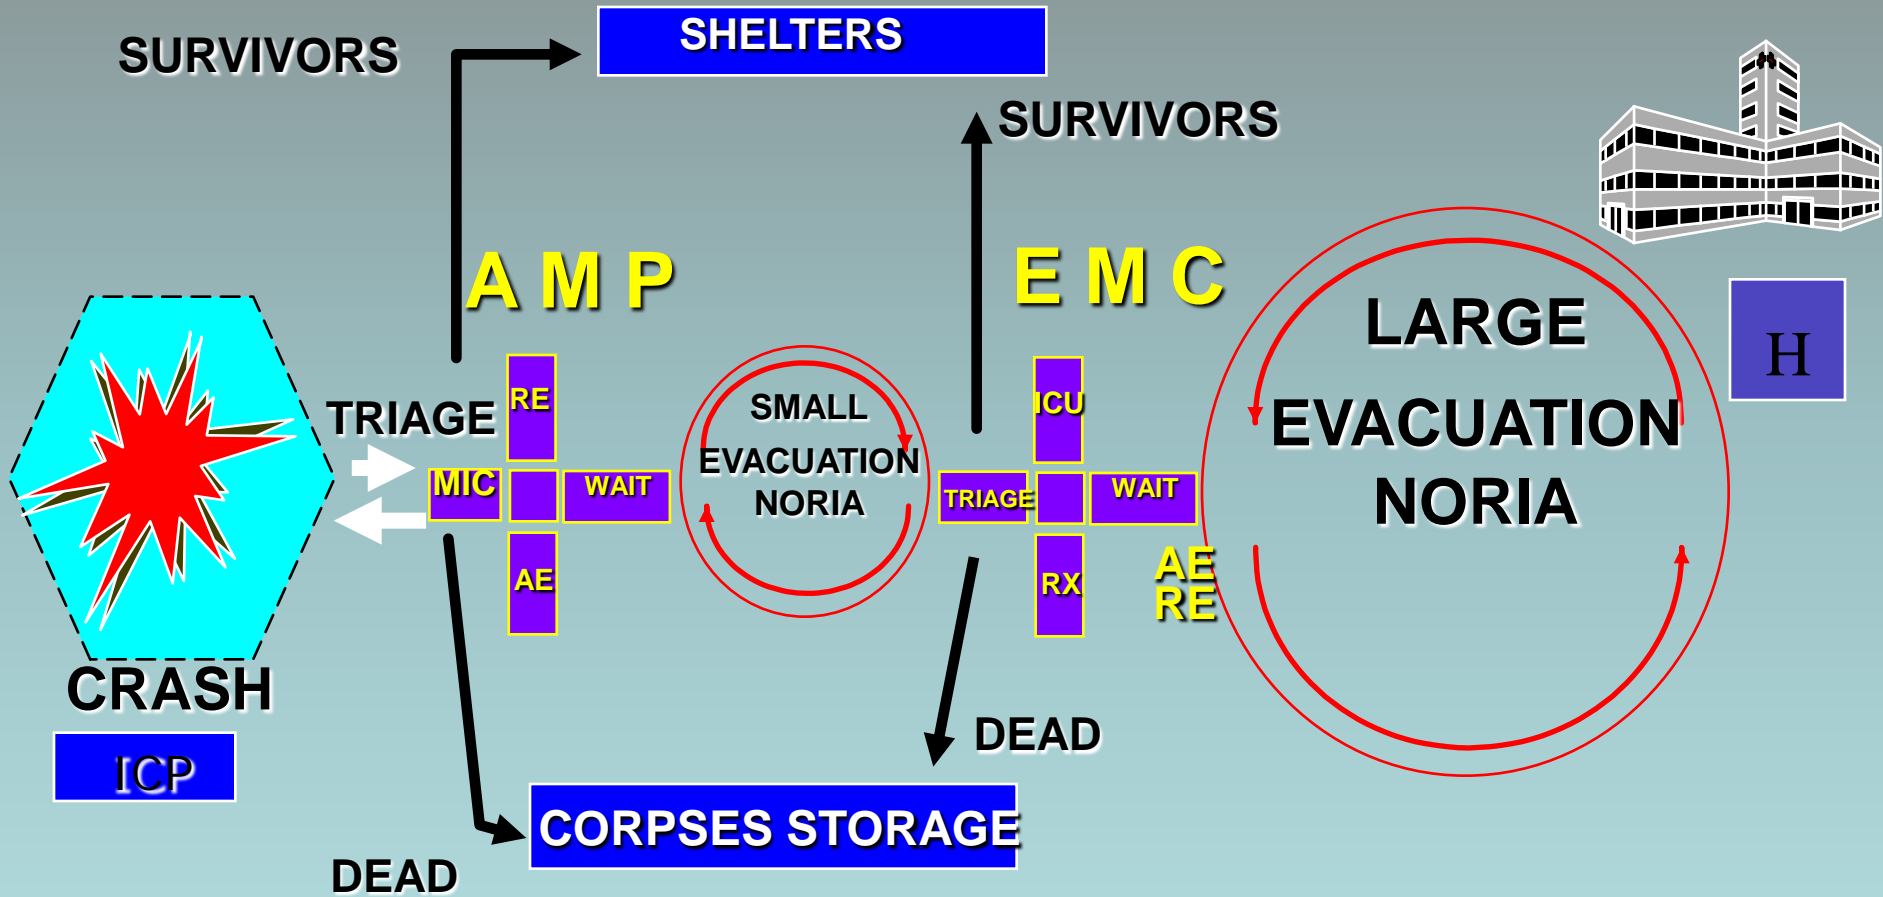 SURVIVORS
SHELTERS
SURVIVORS
A M P
E M C
LARGE
EVACUATION
NORIA
H
TRIAGE
RE
MIC
WAIT
AE
SMALL
EVACUATION
NORIA
ICU
TRIAGE
WAIT
RX
AE
RE
CRASH
ICP
DEAD
CORPSES STORAGE
DEAD